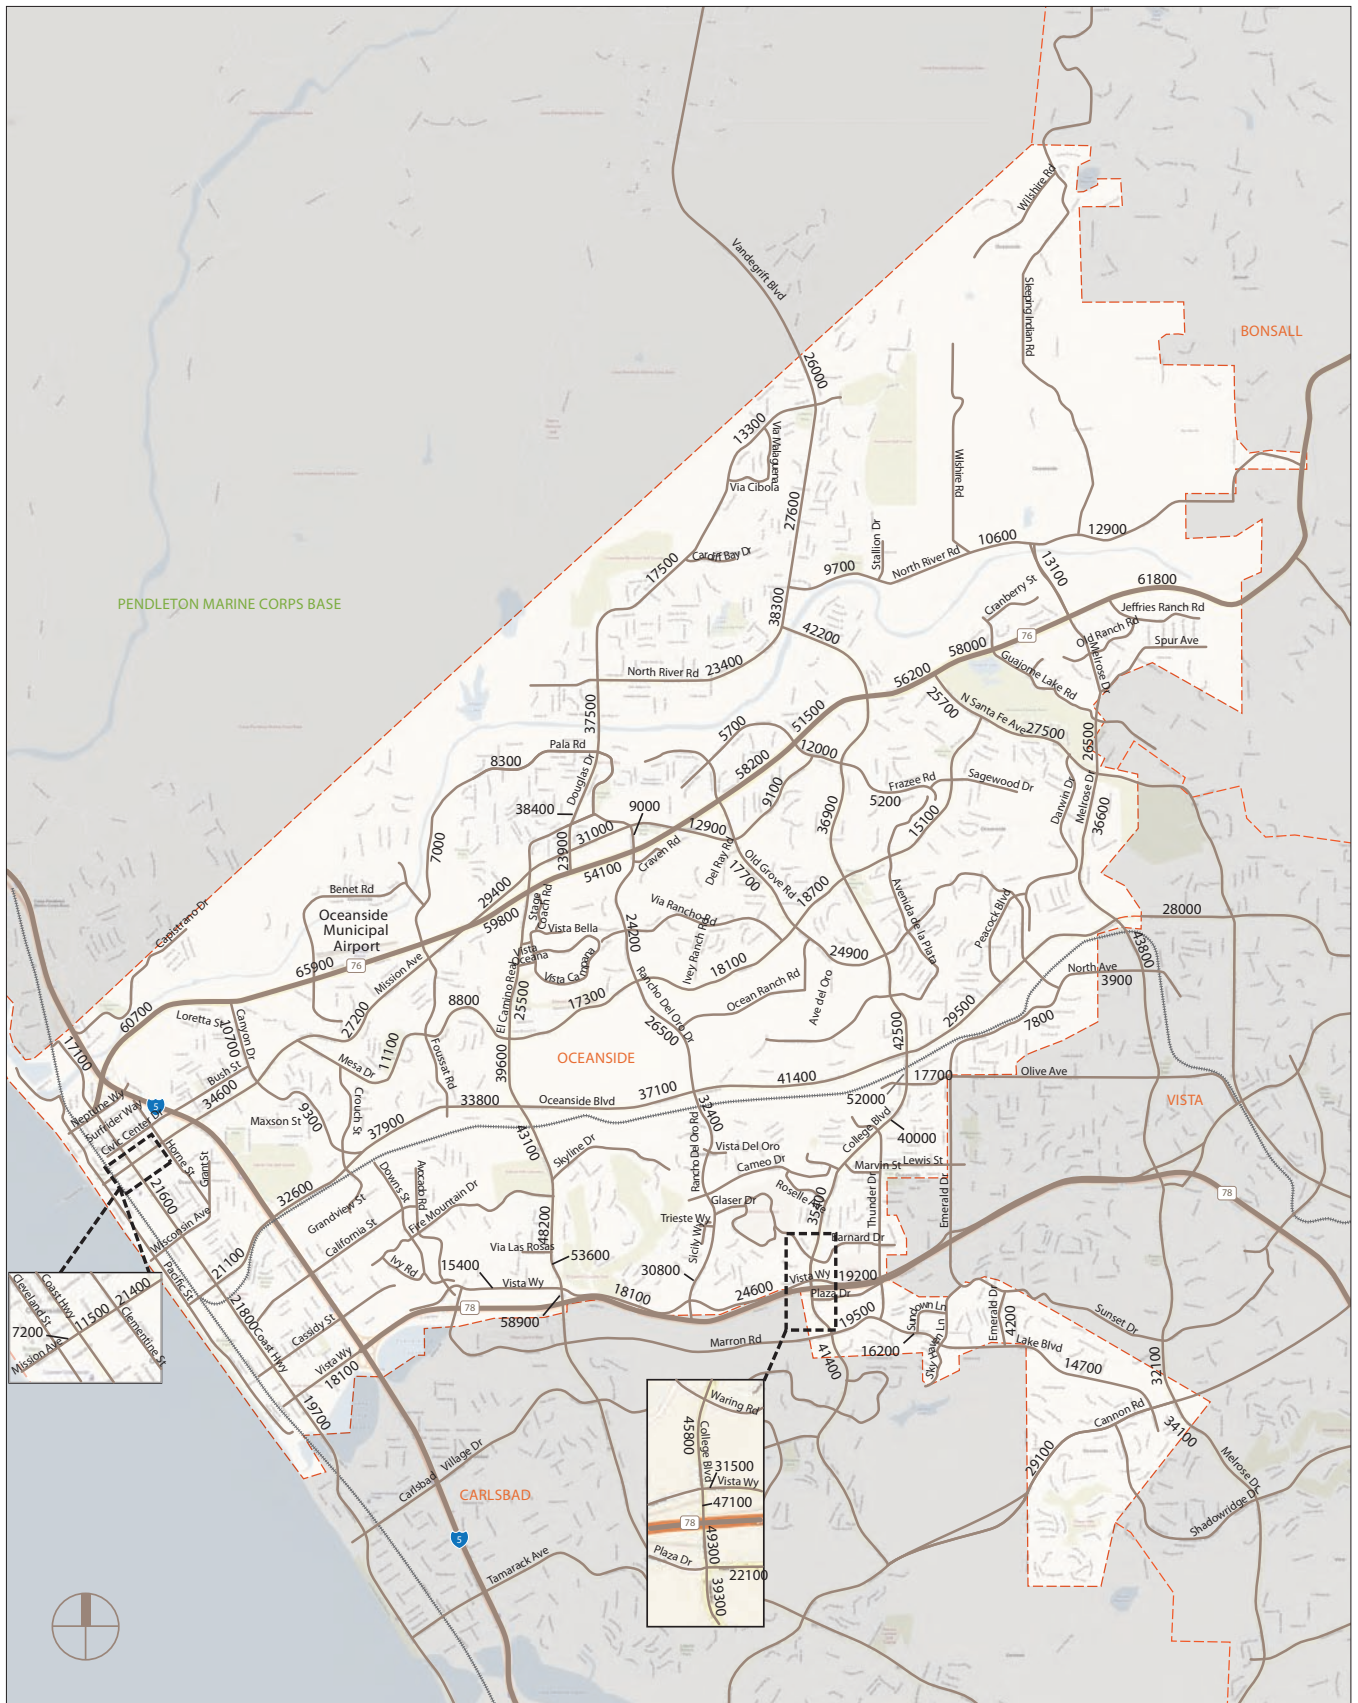 Wilshire Rd
Vandegrift Blvd
Sleeping Indian Rd
BONSALL
26000
13300
Via Malaguena
Via Cibola
Wilshire Rd
27600
Stallion Dr
10600
12900
Cardiff Bay Dr
17500
9700
North River Rd
13100
61800
Cranberry St
Jeffries Ranch Rd
PENDLETON MARINE CORPS BASE
38300
42200
76
Old Ranch Rd
Spur Ave
58000
Melrose Dr
Guajome Lake Rd
North River Rd
23400
56200
25700
N Santa Fe Ave
27500
26500
37500
51500
5700
12000
Pala Rd
8300
58200
Douglas Dr
9100
Frazee Rd
5200
Sagewood Dr
Darwin Dr
Melrose Dr
36600
38400
9000
36900
15100
31000
12900
7000
23900
Craven Rd
Del Ray Rd
Old Grove Rd
17700
54100
18700
29400
Benet Rd
Stage
Coach Rd
59800
Via Rancho Rd
Avenida de la Plata
Peacock Blvd
28000
Capistrano Dr
Oceanside
Municipal
Airport
Vista Bella
24200
Ivey Ranch Rd
43800
Vista
Oceana
Vista Campana
24900
18100
65900
76
Mission Ave
North Ave
3900
El Camino Real
25500
17300
Rancho Del Oro Dr
Ocean Ranch Rd
Ave del Oro
60700
8800
29500
7800
Loretta St
10700
Canyon Dr
27200
26500
42500
17100
11100
39600
OCEANSIDE
Mesa Dr
Foussat Rd
Bush St
41400
17700
Olive Ave
34600
37100
VISTA
Neptune Wy
5
Surfrider Way
Civic Center Dr
9300
Crouch St
33800
Oceanside Blvd
32400
52000
Maxson St
37900
College Blvd
40000
43100
Horne St
Grant St
Skyline Dr
Rancho Del Oro Rd
Vista Del Oro
Cameo Dr
Marvin St
Lewis St
21600
Downs St
Avocado Rd
32600
Fire Mountain Dr
Grandview St
California St
Glaser Dr
35400
Thunder Dr
Emerald Dr
78
Wisconsin Ave
48200
Trieste Wy
Sicily Wy
Barnard Dr
Via Las Rosas
53600
Ivy Rd
21100
Pacific St
15400
30800
Vista Wy
19200
Vista Wy
18100
24600
Plaza Dr
Cleveland St
Coast Hwy
21400
11500
7200
Mission Ave
Clementine St
21800
Coast Hwy
78
58900
Cassidy St
Vista Wy
18100
Marron Rd
19500
41400
16200
Sky Haven Ln
Emerald Dr
4200
Sunset Dr
Lake Blvd
14700
32100
19700
Waring Rd
45800
College Blvd
31500
Vista Wy
47100
78
49300
Plaza Dr
22100
39300
Cannon Rd
34100
29100
Melrose Dr
Shadowridge Dr
Carlsbad Village Dr
CARLSBAD
5
Tamarack Ave